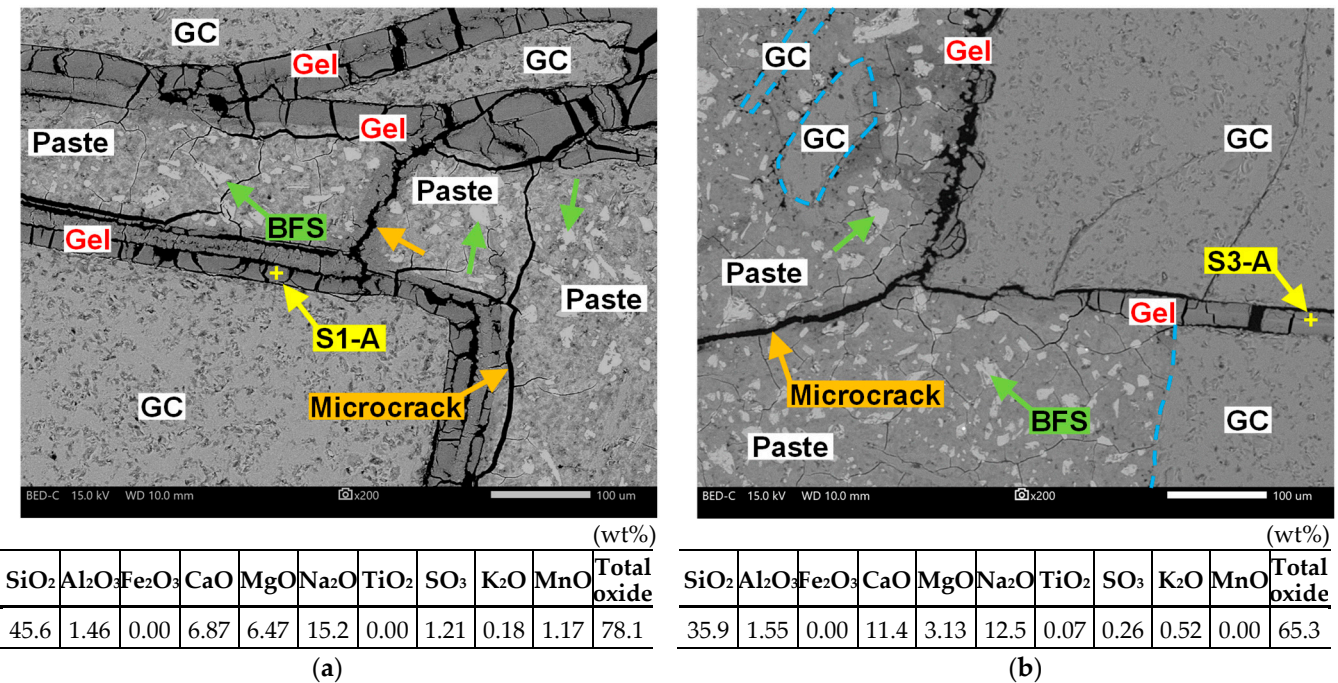 GC
Gel
GC
Gel
Paste
Paste
BFS
Gel
Paste
S1-A
Microcrack
GC
BED-C 15.0 kV WD 10.0 mm x200 100 um
(wt%)
SiO₂ Al₂O₃ Fe₂O₃ CaO MgO Na₂O TiO₂ SO₃ K₂O MnO Total oxide
45.6 1.46 0.00 6.87 6.47 15.2 0.00 1.21 0.18 1.17 78.1
(a)
GC
Gel
GC
GC
Paste
S3-A
Gel
Microcrack
BFS
GC
Paste
BED-C 15.0 kV WD 10.0 mm x200 100 um
(wt%)
SiO₂ Al₂O₃ Fe₂O₃ CaO MgO Na₂O TiO₂ SO₃ K₂O MnO Total oxide
35.9 1.55 0.00 11.4 3.13 12.5 0.07 0.26 0.52 0.00 65.3
(b)